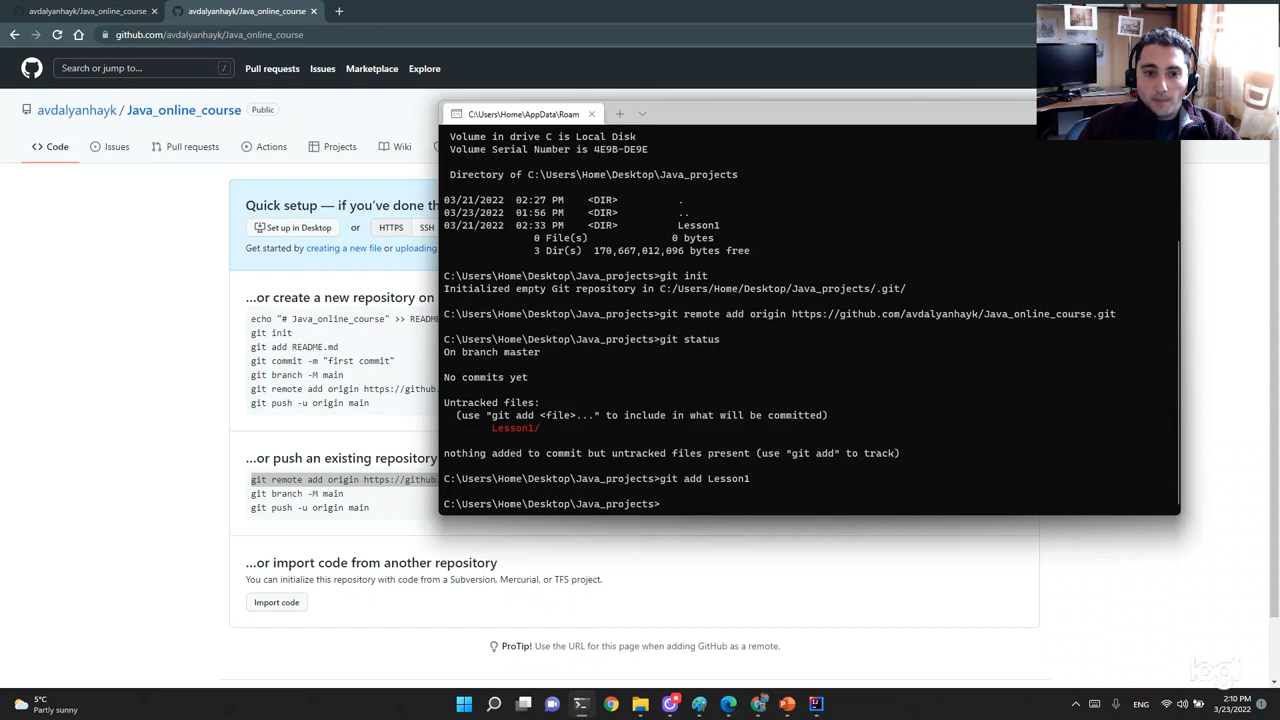 avdalyanhayk/Java_online_course
avdalyanhayk/Java_online_course
github.com/avdalyanhayk/Java_online_course
Search or jump to...
/
Pull requests
Issues
Marketplace
Explore
avdalyanhayk / Java_online_course
Public
Code
Issues
Pull requests
Actions
Projects
Wiki
Quick setup — if you've done th
Set up in Desktop
or
HTTPS
SSH
Get started by creating a new file or uploading
...or create a new repository on
echo "# Java_online_course" >> README
git init
git add README.md
git commit -m "first commit"
git branch -M main
git remote add origin https://github.
git push -u origin main
...or push an existing repository
git remote add origin https://github.
git branch -M main
git push -u origin main
...or import code from another repository
You can initialize this repository with code from a Subversion, Mercurial, or TFS project.
Import code
ProTip! Use the URL for this page when adding GitHub as a remote.
C:\Users\Home\AppData\Roam
Volume in drive C is Local Disk
Volume Serial Number is 4E9B-DE9E
Directory of C:\Users\Home\Desktop\Java_projects
03/21/2022  02:27 PM    <DIR>          .
03/23/2022  01:56 PM    <DIR>          ..
03/21/2022  02:33 PM    <DIR>          Lesson1
0 File(s)              0 bytes
3 Dir(s)  170,667,012,096 bytes free
C:\Users\Home\Desktop\Java_projects>git init
Initialized empty Git repository in C:/Users/Home/Desktop/Java_projects/.git/
C:\Users\Home\Desktop\Java_projects>git remote add origin https://github.com/avdalyanhayk/Java_online_course.git
C:\Users\Home\Desktop\Java_projects>git status
On branch master
No commits yet
Untracked files:
(use "git add <file>..." to include in what will be committed)
Lesson1/
nothing added to commit but untracked files present (use "git add" to track)
C:\Users\Home\Desktop\Java_projects>git add Lesson1
C:\Users\Home\Desktop\Java_projects>
5°C
Partly sunny
ENG
2:10 PM
3/23/2022
1